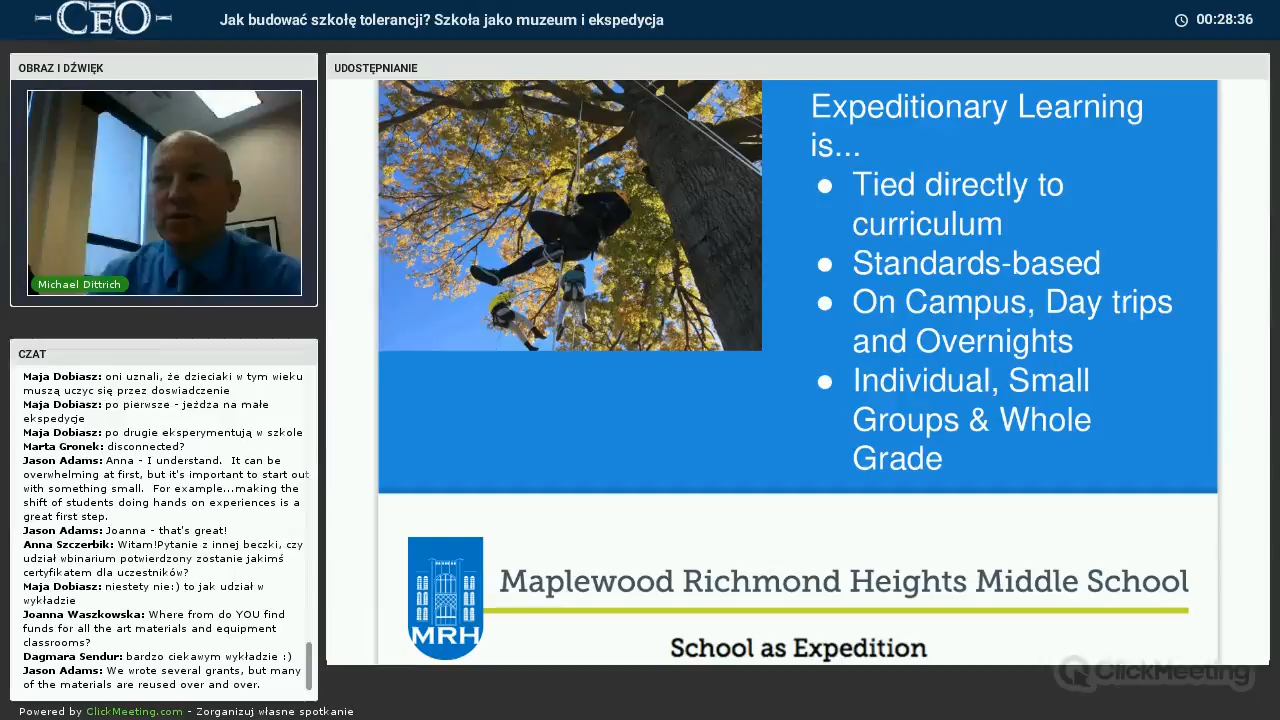 CEO
Jak budować szkołę tolerancji? Szkoła jako muzeum i ekspedycja
00:28:36
OBRAZ I DŹWIĘK
Michael Dittrich
CZAT
Maja Dobiasz: oni uznali, że dzieciaki w tym wieku
muszą uczyc się przez doswiadczenie
Maja Dobiasz: po pierwsze - jeżdza na małe
ekspedycje
Maja Dobiasz: po drugie eksperymentują w szkole
Marta Gronek: disconnected?
Jason Adams: Anna - I understand.  It can be
overwhelming at first, but it's important to start out
with something small.  For example...making the
shift of students doing hands on experiences is a
great first step.
Jason Adams: Joanna - that's great!
Anna Szczerbik: Witam!Pytanie z innej beczki, czy
udział wbinarium potwierdzony zostanie jakimś
certyfikatem dla uczestników?
Maja Dobiasz: niestety nie:) to jak udział w
wykładzie
Joanna Waszkowska: Where from do YOU find
funds for all the art materials and equipment
classrooms?
Dagmara Sendur: bardzo ciekawym wykładzie :)
Jason Adams: We wrote several grants, but many
of the materials are reused over and over.
Powered by ClickMeeting.com - Zorganizuj własne spotkanie
UDOSTĘPNIANIE
Expeditionary Learning
is...
● Tied directly to
curriculum
● Standards-based
● On Campus, Day trips
and Overnights
● Individual, Small
Groups & Whole
Grade
MRH
Maplewood Richmond Heights Middle School
School as Expedition
ClickMeeting